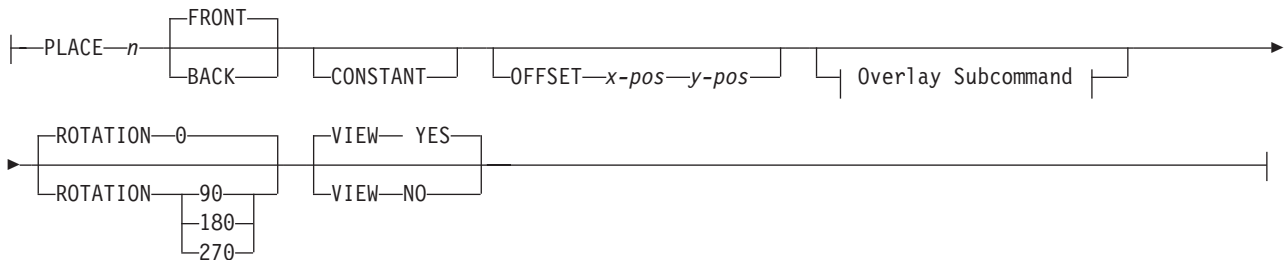 FRONT
PLACE n
BACK CONSTANT OFFSET x-pos y-pos Overlay Subcommand
ROTATION 0 VIEW YES
ROTATION 90 VIEW NO
180
270